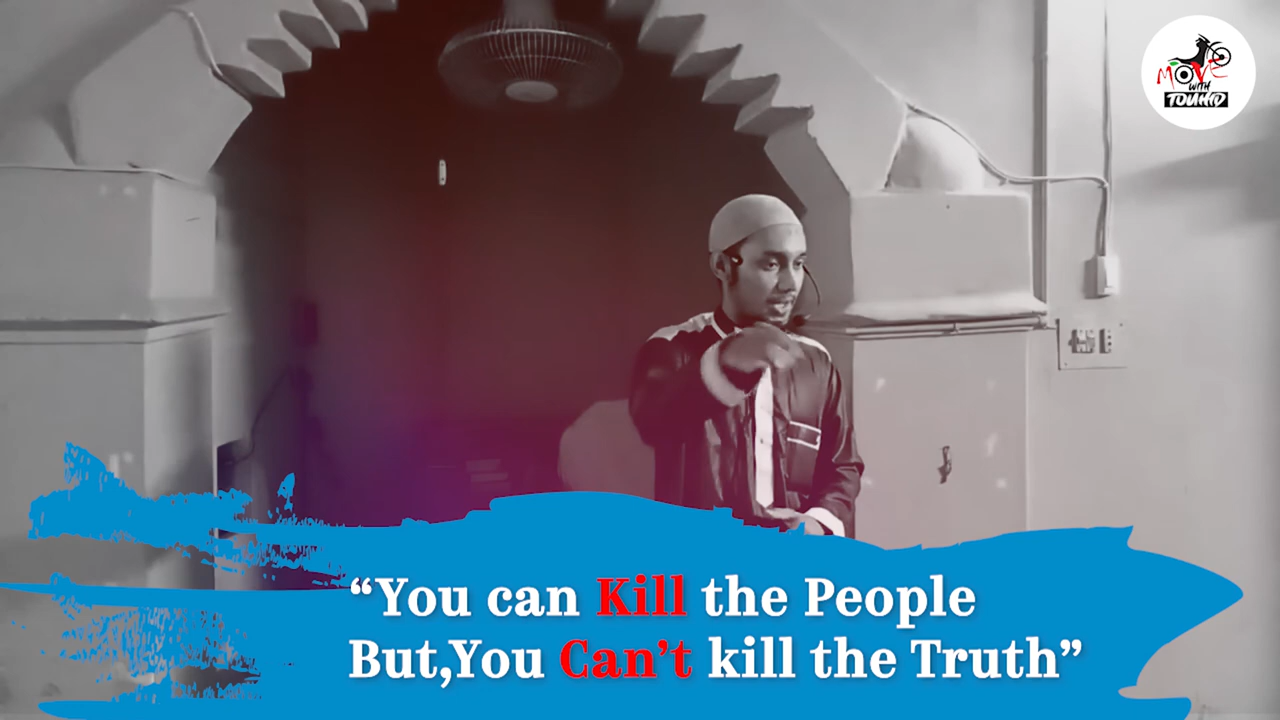 MOVE
WITH
TOUHID
“You can Kill the People
But,You Can’t kill the Truth”